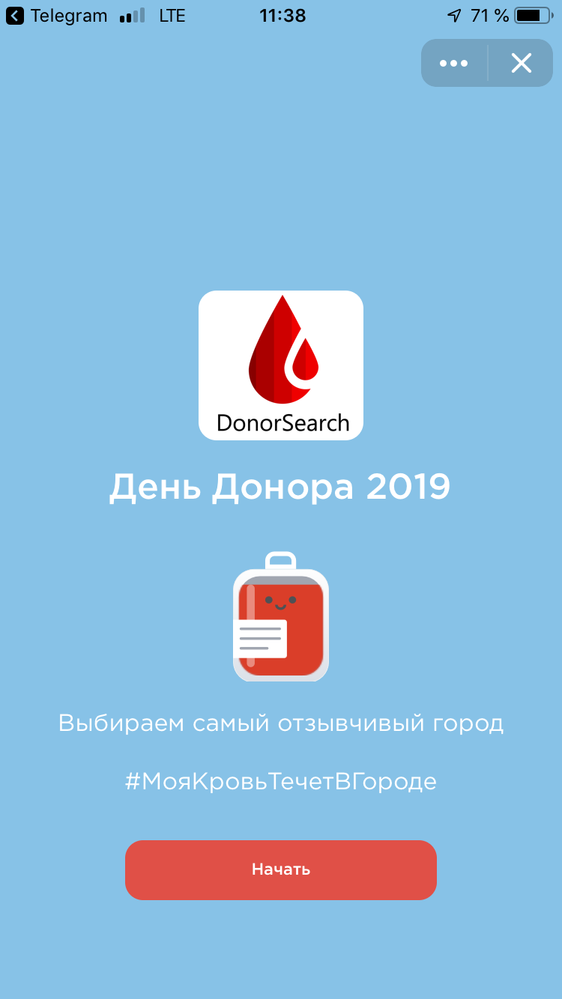 Telegram LTE 11:38 71 %
DonorSearch
День Донора 2019
Выбираем самый отзывчивый город
#МояКровьТечетВГороде
Начать